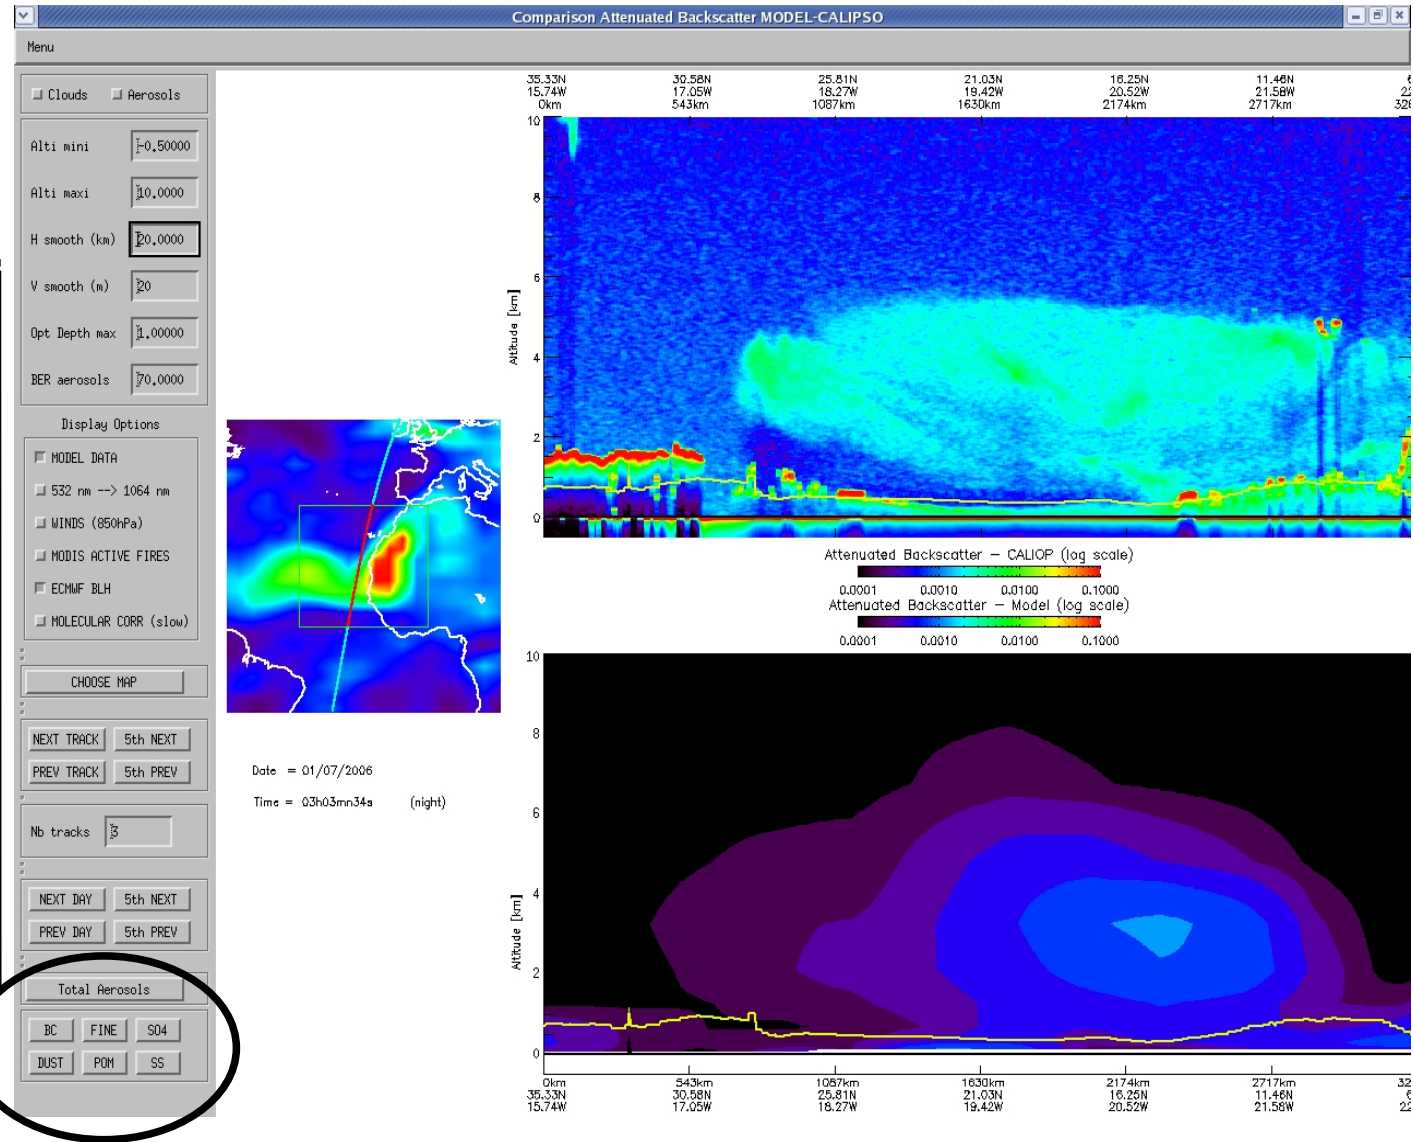 Comparison Attenuated Backscatter MODEL-CALIPSO
Menu
Clouds Aerosols
Alti mini -0.50000
Alti maxi 10.0000
H smooth (km) 20.0000
V smooth (m) 20
Opt Depth max 1.00000
BER aerosols 70.0000
Display Options
MODEL DATA
532 nm --> 1064 nm
WINDS (850hPa)
MODIS ACTIVE FIRES
ECMWF BLH
MOLECULAR CORR (slow)
CHOOSE MAP
NEXT TRACK 5th NEXT
PREV TRACK 5th PREV
Nb tracks 3
NEXT DAY 5th NEXT
PREV DAY 5th PREV
Total Aerosols
BC FINE SO4
DUST POM SS
Date = 01/07/2006
Time = 03h03mn34s (night)
35.33N 30.58N 25.81N 21.03N 16.25N 11.46N
15.74W 17.05W 18.27W 19.42W 20.52W 21.58W
0km 543km 1087km 1630km 2174km 2717km
10
8
6
4
2
0
Altitude [km]
Attenuated Backscatter – CALIOP (log scale)
0.0001 0.0010 0.0100 0.1000
Attenuated Backscatter – Model (log scale)
0.0001 0.0010 0.0100 0.1000
10
8
6
4
2
0
Altitude [km]
0km 543km 1087km 1630km 2174km 2717km
35.33N 30.58N 25.81N 21.03N 16.25N 11.46N
15.74W 17.05W 18.27W 19.42W 20.52W 21.58W